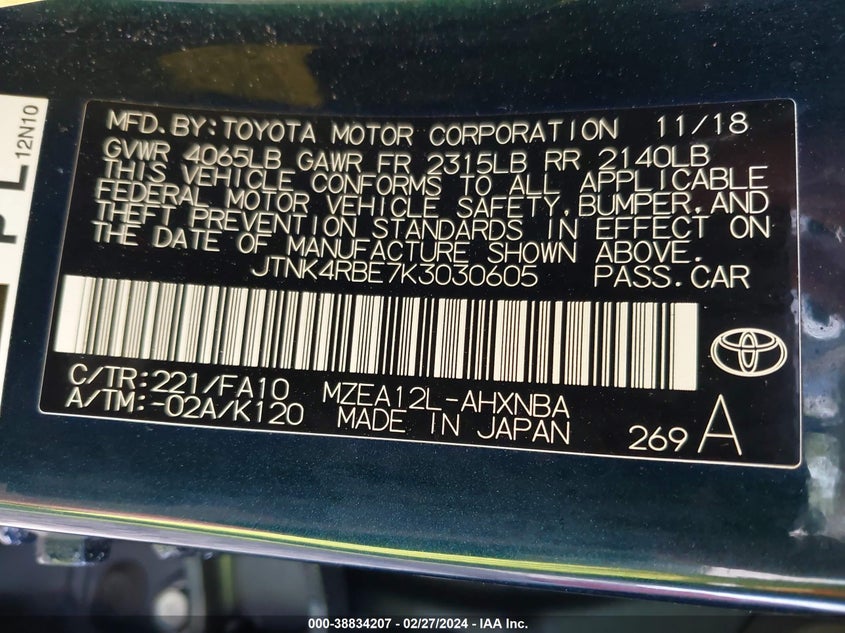 PL
12N10
MFD.BY:TOYOTA MOTOR CORPORATION 11/18
GVWR 4065LB GAWR FR 2315LB RR 2140LB
THIS VEHICLE CONFORMS TO ALL APPLICABLE
FEDERAL MOTOR VEHICLE SAFETY,BUMPER,AND
THEFT PREVENTION STANDARDS IN EFFECT ON
THE DATE OF MANUFACTURE SHOWN ABOVE.
JTNK4RBE7K3030605 PASS.CAR
C/TR:221/FA10 MZEA12L-AHXNBA
A/TM:-02A/K120 MADE IN JAPAN
269 A
000-38834207 - 02/27/2024 - IAA Inc.